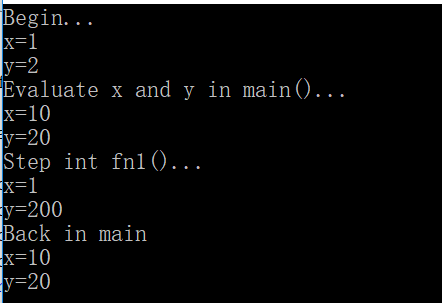 Begin...
x=1
y=2
Evaluate x and y in main()...
x=10
y=20
Step int fn1()...
x=1
y=200
Back in main
x=10
y=20